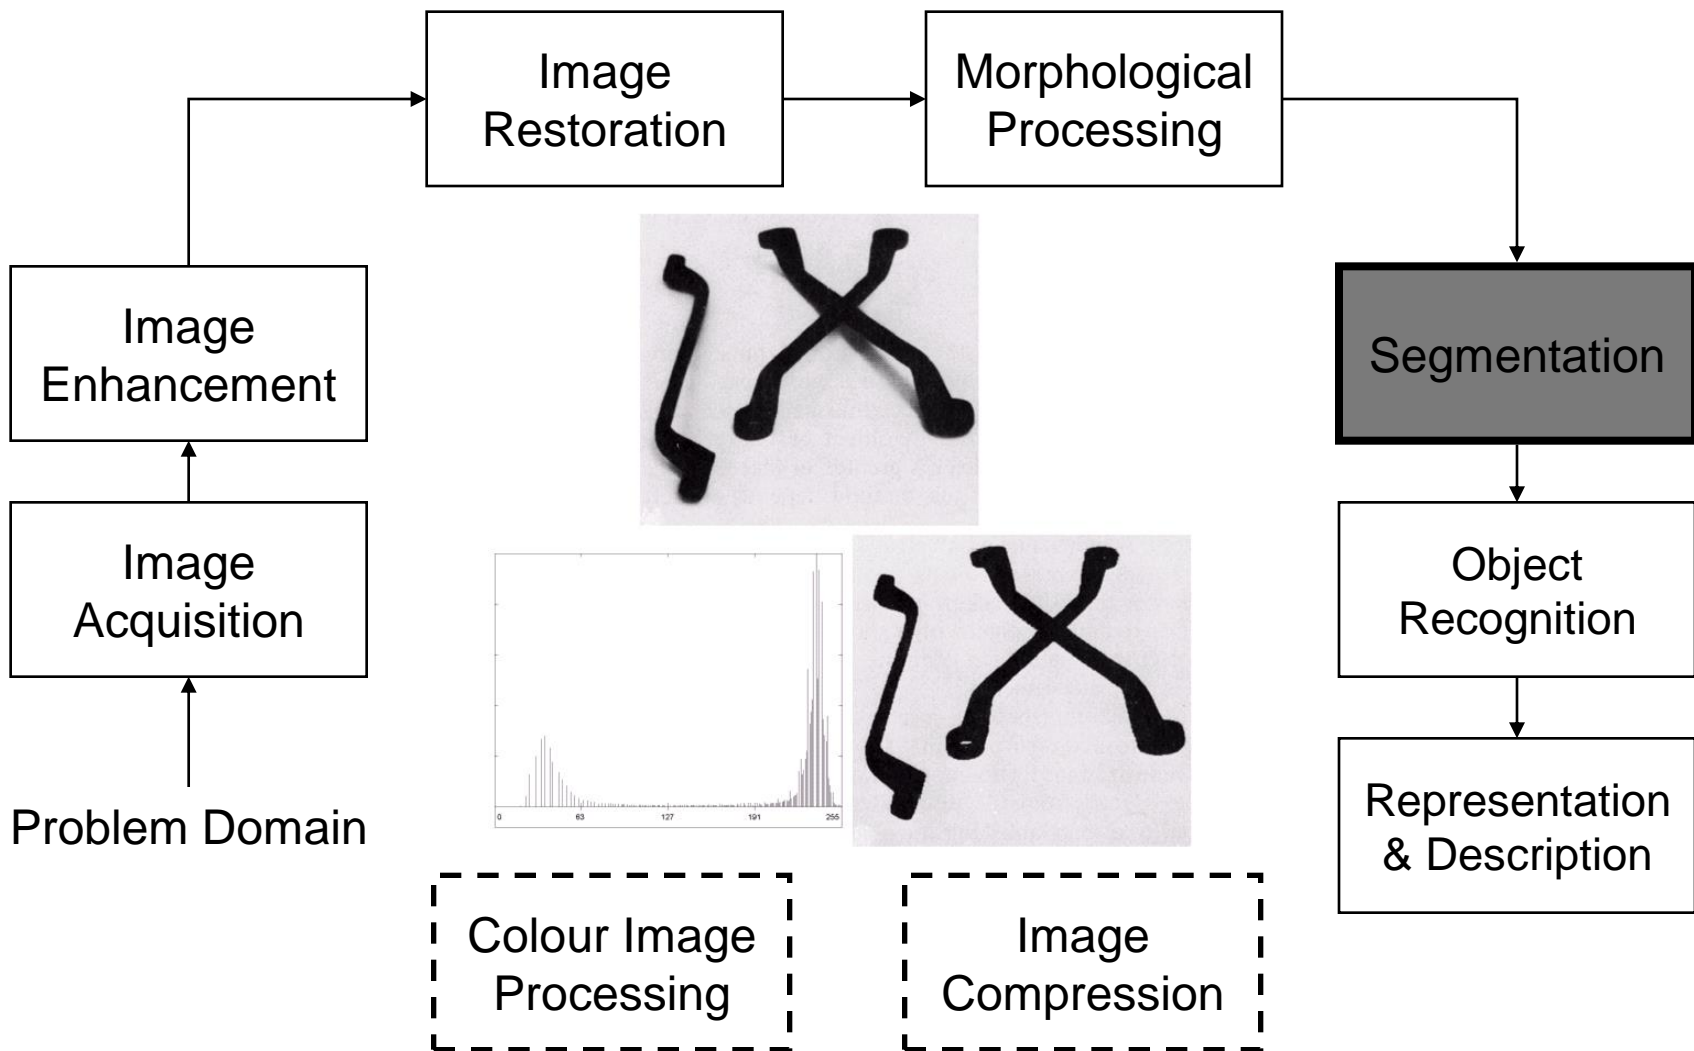 Image
Restoration
Morphological
Processing
Image
Enhancement
Segmentation
Image
Acquisition
Object
Recognition
0 63 127 191 255
Problem Domain
Representation
& Description
Colour Image
Processing
Image
Compression